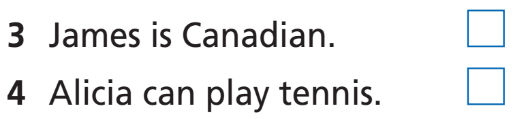 3 James is Canadian.
4 Alicia can play tennis.